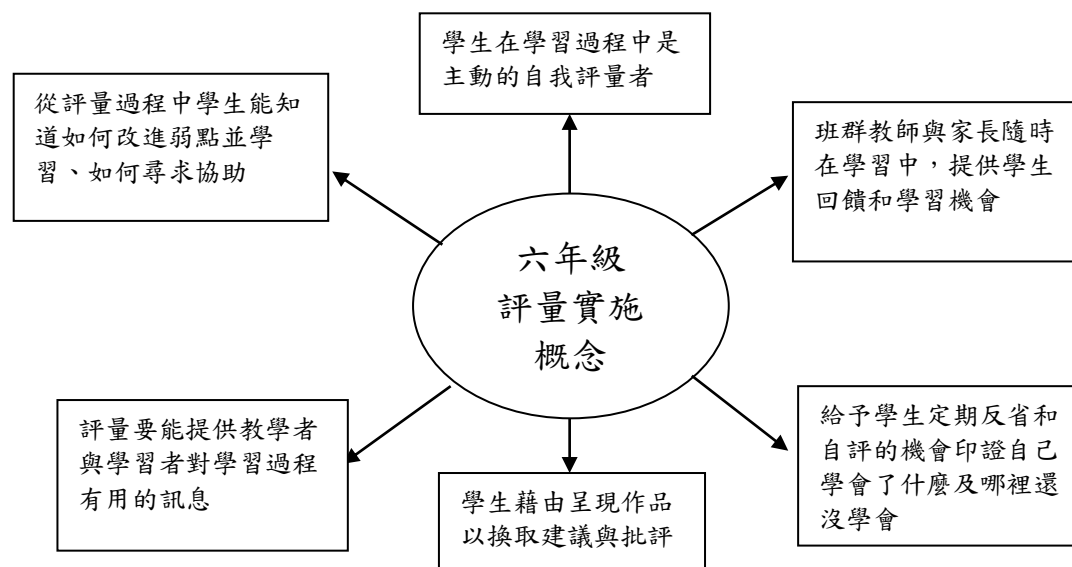 學生在學習過程中是
主動的自我評量者
從評量過程中學生能知
道如何改進弱點並學
習、如何尋求協助
班群教師與家長隨時
在學習中，提供學生
回饋和學習機會
六年級
評量實施
概念
評量要能提供教學者
與學習者對學習過程
有用的訊息
學生藉由呈現作品
以換取建議與批評
給予學生定期反省和
自評的機會印證自己
學會了什麼及哪裡還
沒學會